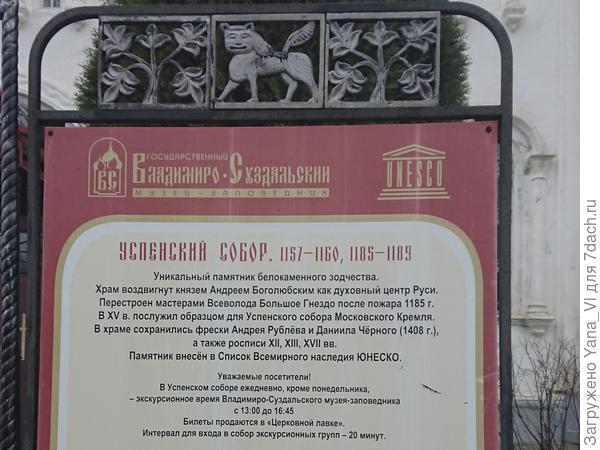 ГОСУДАРСТВЕННЫЙ
ВЛАДИМИРО·СУЗДАЛЬСКИЙ
МУЗЕЙ–ЗАПОВЕДНИК
ВС
UNESCO
УСПЕНСКИЙ СОБОР. 1157–1160, 1185–1189
Уникальный памятник белокаменного зодчества.
Храм воздвигнут князем Андреем Боголюбским как духовный центр Руси.
Перестроен мастерами Всеволода Большое Гнездо после пожара 1185 г.
В XV в. послужил образцом для Успенского собора Московского Кремля.
В храме сохранились фрески Андрея Рублёва и Даниила Чёрного (1408 г.),
а также росписи XII, XIII, XVII вв.
Памятник внесён в Список Всемирного наследия ЮНЕСКО.
Уважаемые посетители!
В Успенском соборе ежедневно, кроме понедельника,
– экскурсионное время Владимиро-Суздальского музея-заповедника
с 13:00 до 16:45
Билеты продаются в «Церковной лавке».
Интервал для входа в собор экскурсионных групп – 20 минут.
Загружено Yana_VI для 7dach.ru